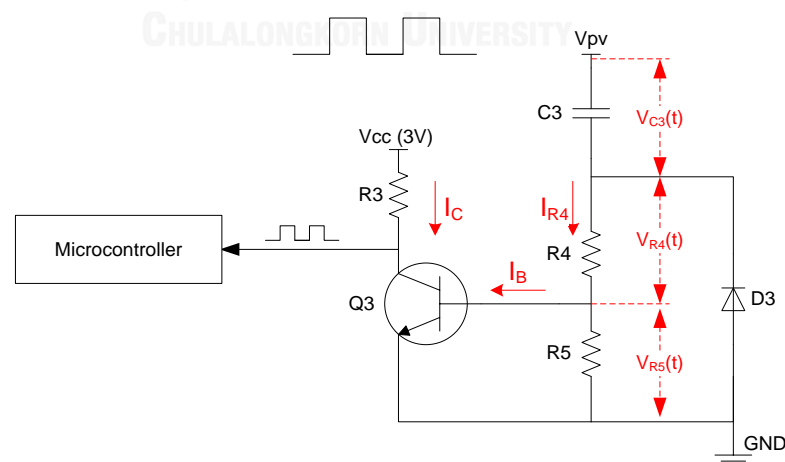 CHULALONGKORN UNIVERSITY
Vpv
C3
VC3(t)
Vcc (3V)
R3
IC
IR4
Microcontroller
R4
VR4(t)
IB
Q3
D3
R5
VR5(t)
GND